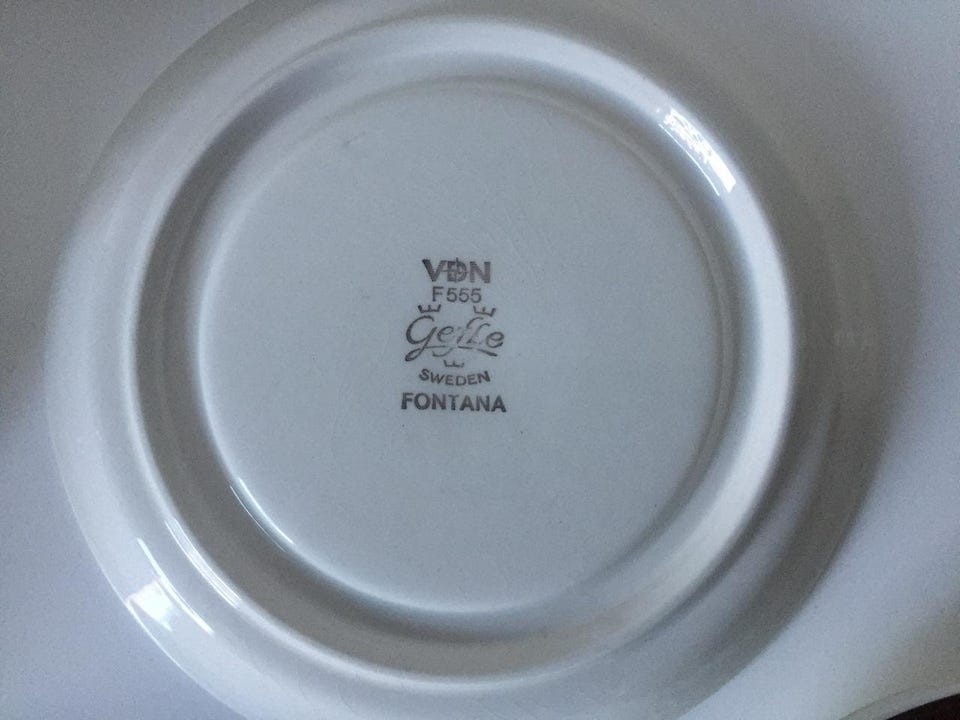 VDN
F555
Gefle
SWEDEN
FONTANA